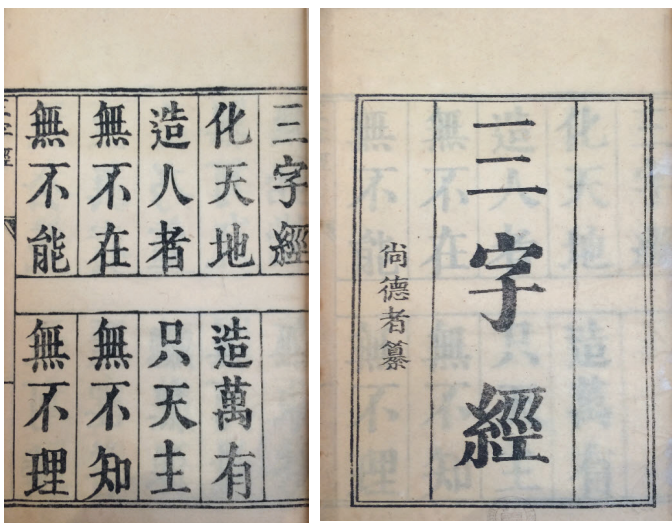 三字經
尙德者纂
三字經
化天地
造萬有
造人者
只天主
無不在
無不知
無不能
無不理